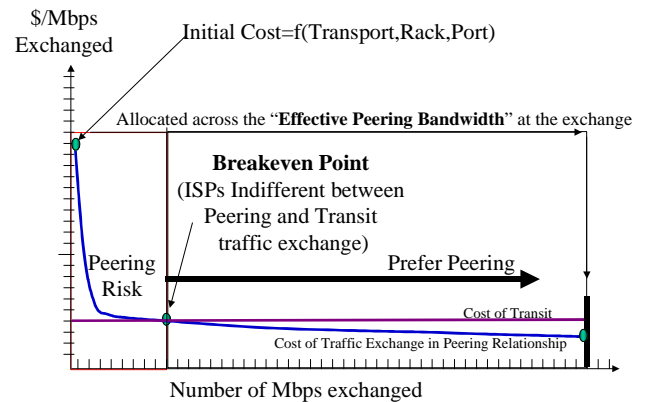 $/Mbps
Exchanged
Initial Cost=f(Transport,Rack,Port)
Allocated across the “Effective Peering Bandwidth” at the exchange
Breakeven Point
(ISPs Indifferent between
Peering and Transit
traffic exchange)
Peering
Risk
Prefer Peering
Cost of Transit
Cost of Traffic Exchange in Peering Relationship
Number of Mbps exchanged